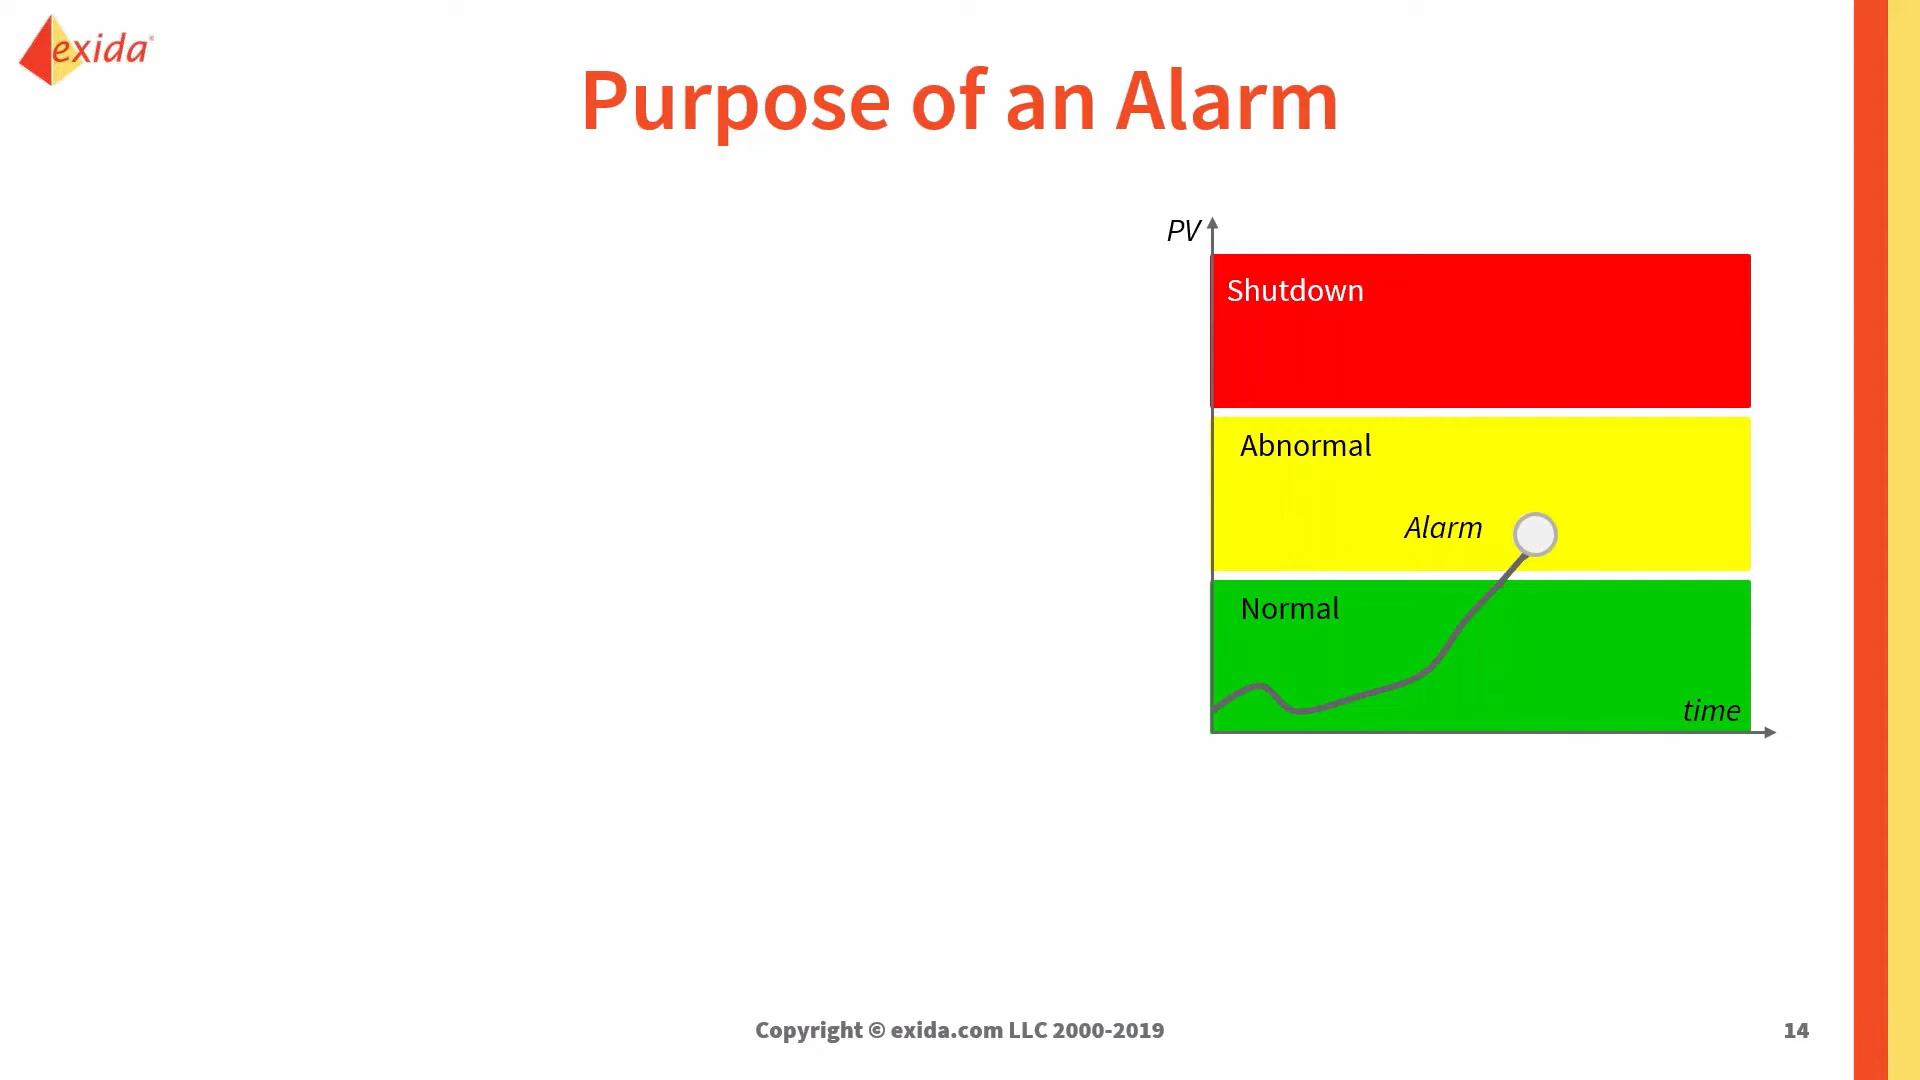 exida®
Purpose of an Alarm
PV
Shutdown
Abnormal
Alarm
Normal
time
Copyright © exida.com LLC 2000-2019
14